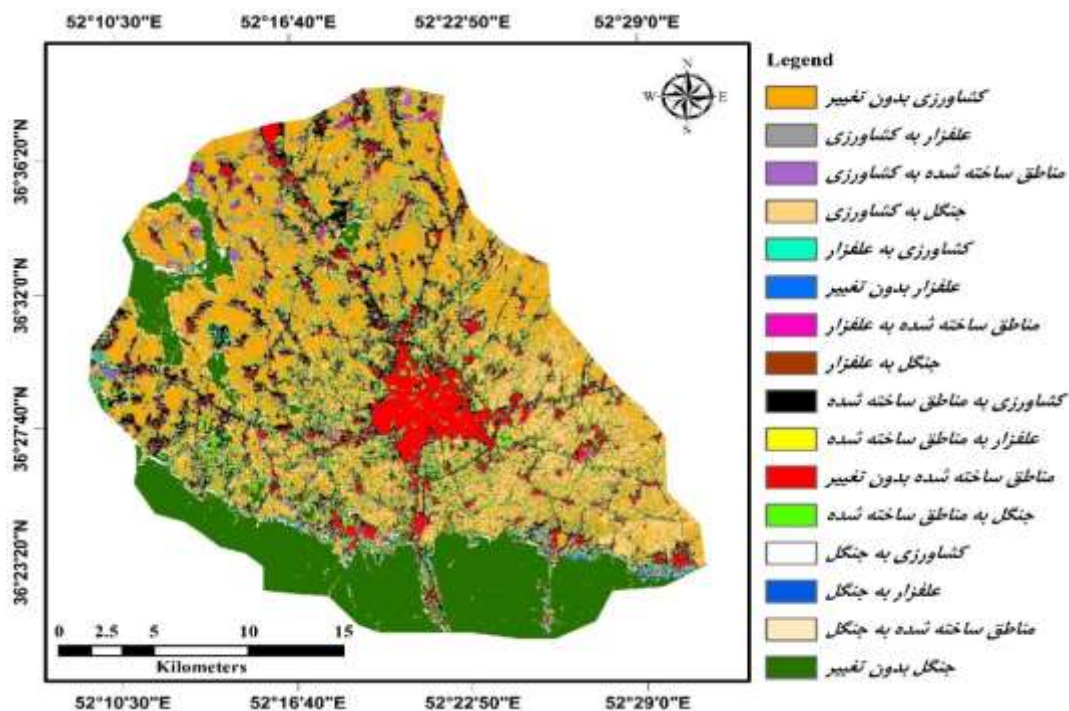 52°10'30"E 52°16'40"E 52°22'50"E 52°29'0"E
Legend
N
W E
S
کشاورزی بدون تغییر
علفزار به کشاورزی
مناطق ساخته شده به کشاورزی
جنگل به کشاورزی
کشاورزی به علفزار
علفزار بدون تغییر
مناطق ساخته شده به علفزار
جنگل به علفزار
کشاورزی به مناطق ساخته شده
علفزار به مناطق ساخته شده
مناطق ساخته شده بدون تغییر
جنگل به مناطق ساخته شده
کشاورزی به جنگل
علفزار به جنگل
مناطق ساخته شده به جنگل
جنگل بدون تغییر
36°36'20"N
36°32'0"N
36°27'40"N
36°23'20"N
0 2.5 5 10 15
Kilometers
52°10'30"E 52°16'40"E 52°22'50"E 52°29'0"E